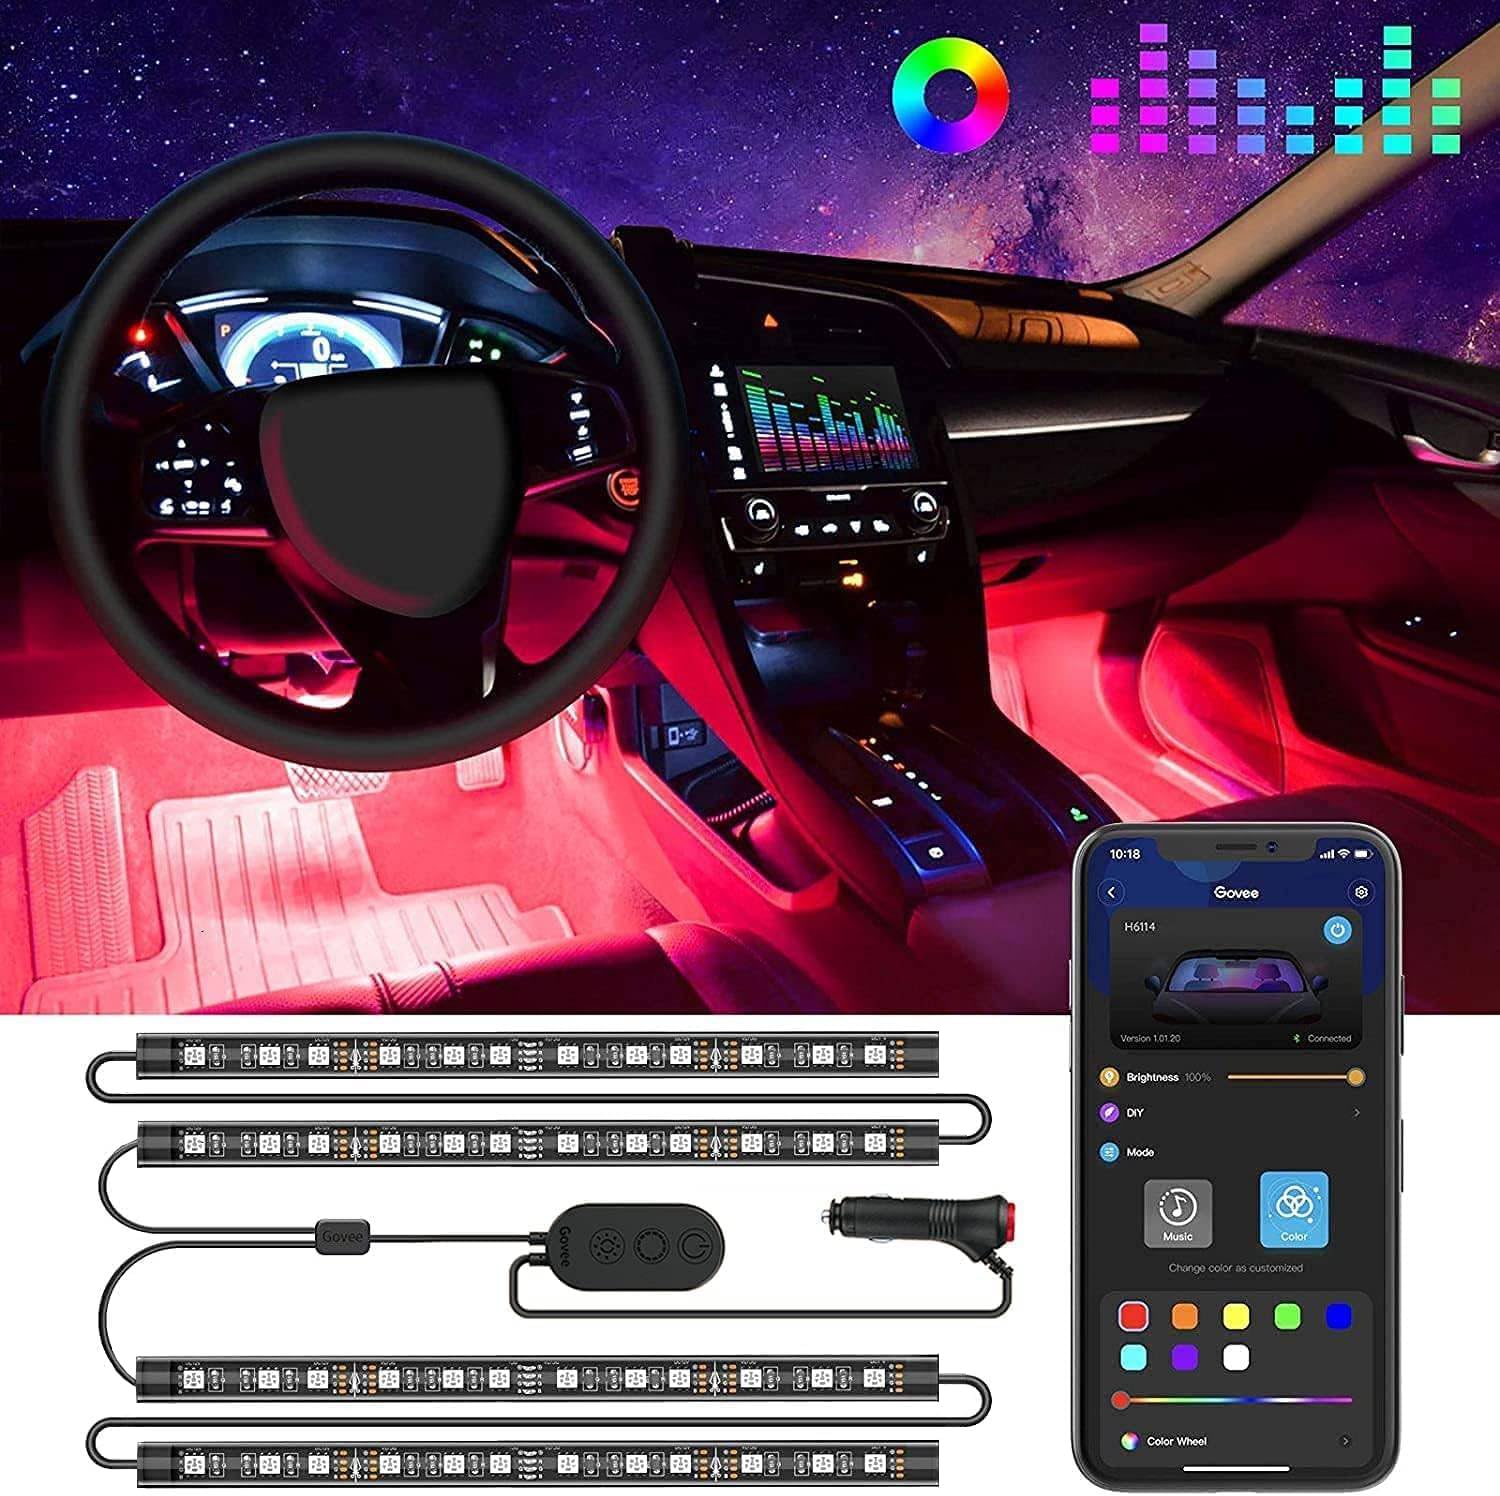 P
0
10:18
Govee
H6114
Version 1.01.20
Connected
Brightness 100%
DIY
Mode
Music
Color
Change color as customized
Color Wheel
Govee
Govee